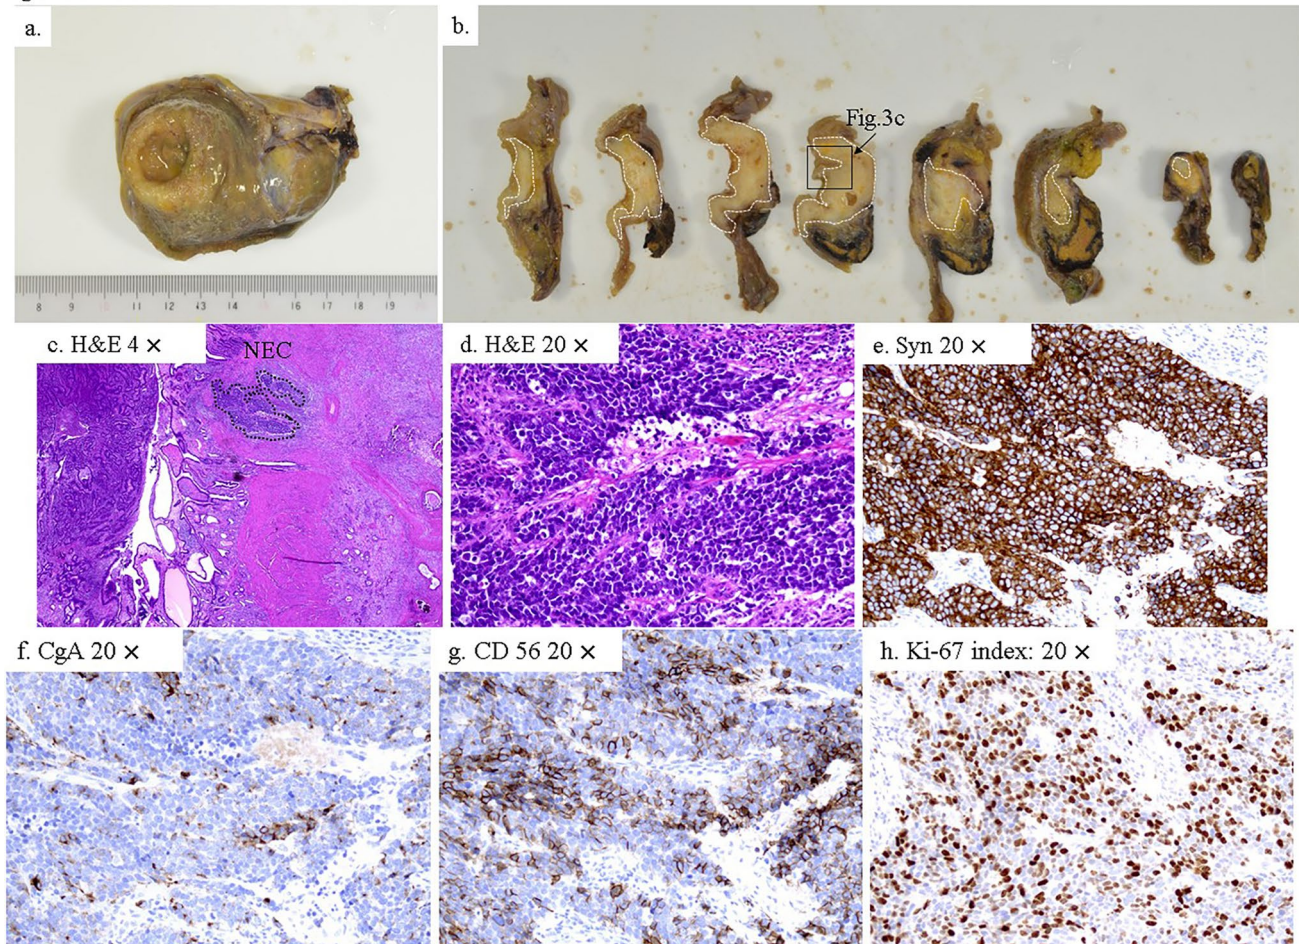 a.
b.
Fig.3c
8 9 10 11 12 13 14 16 17 18 19
c. H&E 4 ×
NEC
d. H&E 20 ×
e. Syn 20 ×
f. CgA 20 ×
g. CD 56 20 ×
h. Ki-67 index: 20 ×